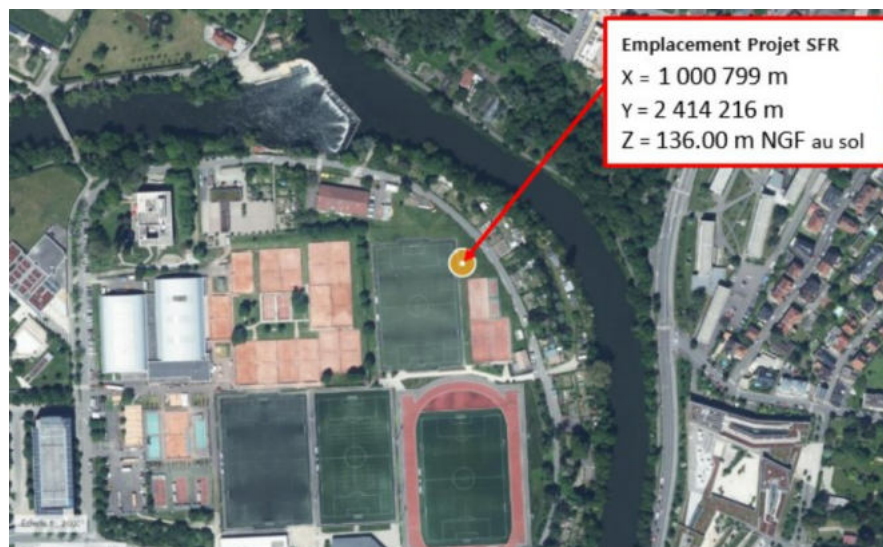 Emplacement Projet SFR
X = 1 000 799 m
Y = 2 414 216 m
Z = 136.00 m NGF au sol